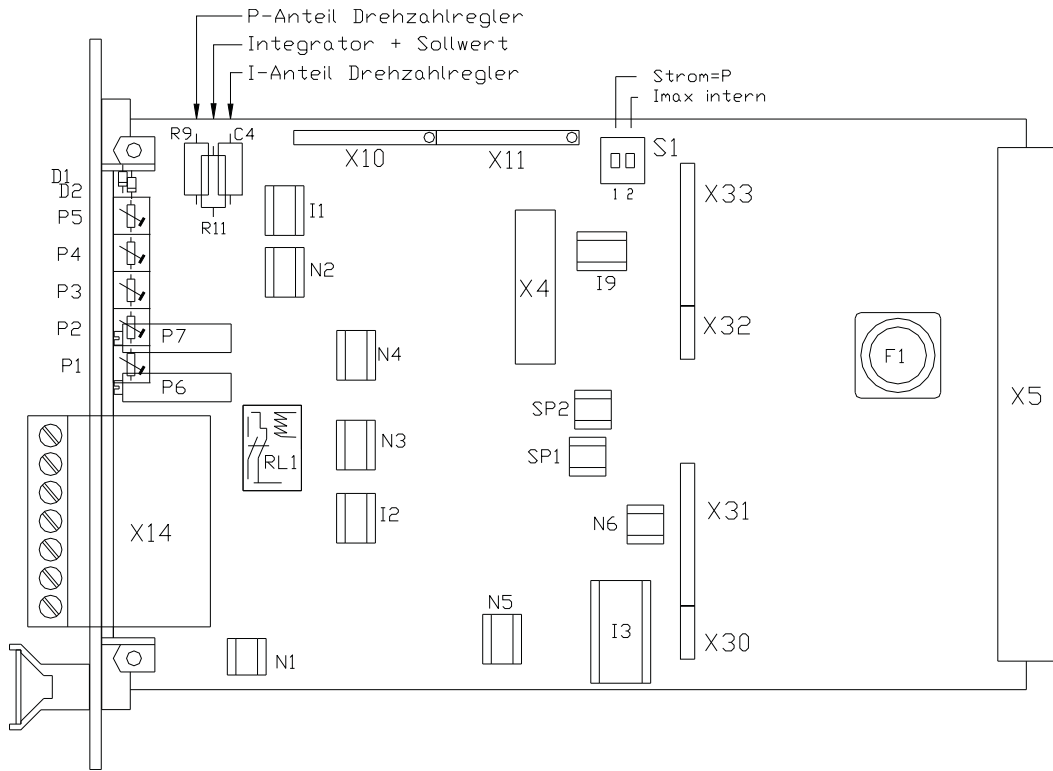 P-Anteil Drehzahlregler
Integrator + Sollwert
I-Anteil Drehzahlregler
Strom=P
Imax intern
R9
C4
X10
X11
S1
1 2
D1
D2
R11
I1
X33
P5
P4
N2
I9
X4
P3
P2
P7
X32
N4
F1
P1
P6
X5
SP2
N3
RL1
SP1
X31
I2
N6
X14
N5
I3
X30
N1